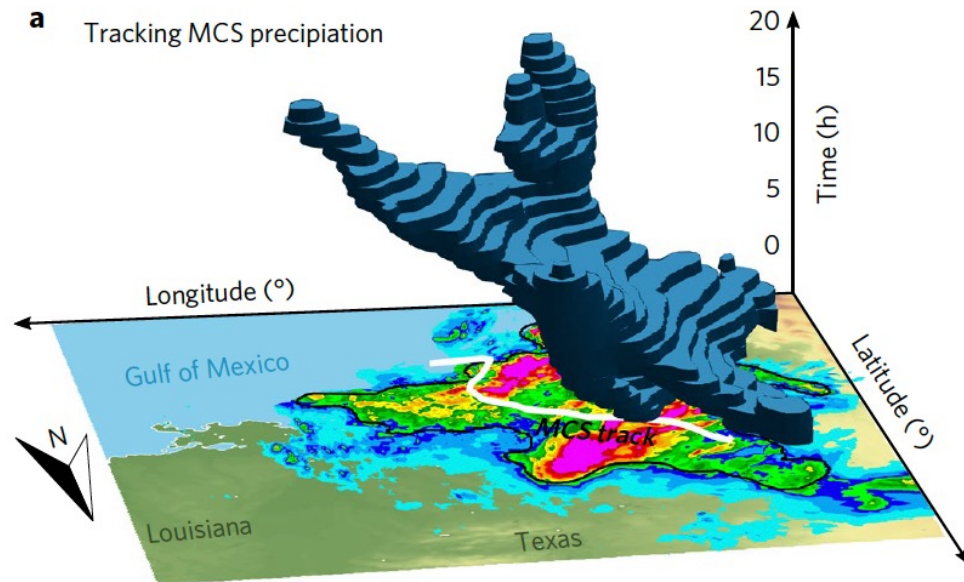 a Tracking MCS precipiation
20
15
10
5
0
Time (h)
Longitude (°)
Latitude (°)
Gulf of Mexico
N
MCS track
Louisiana
Texas